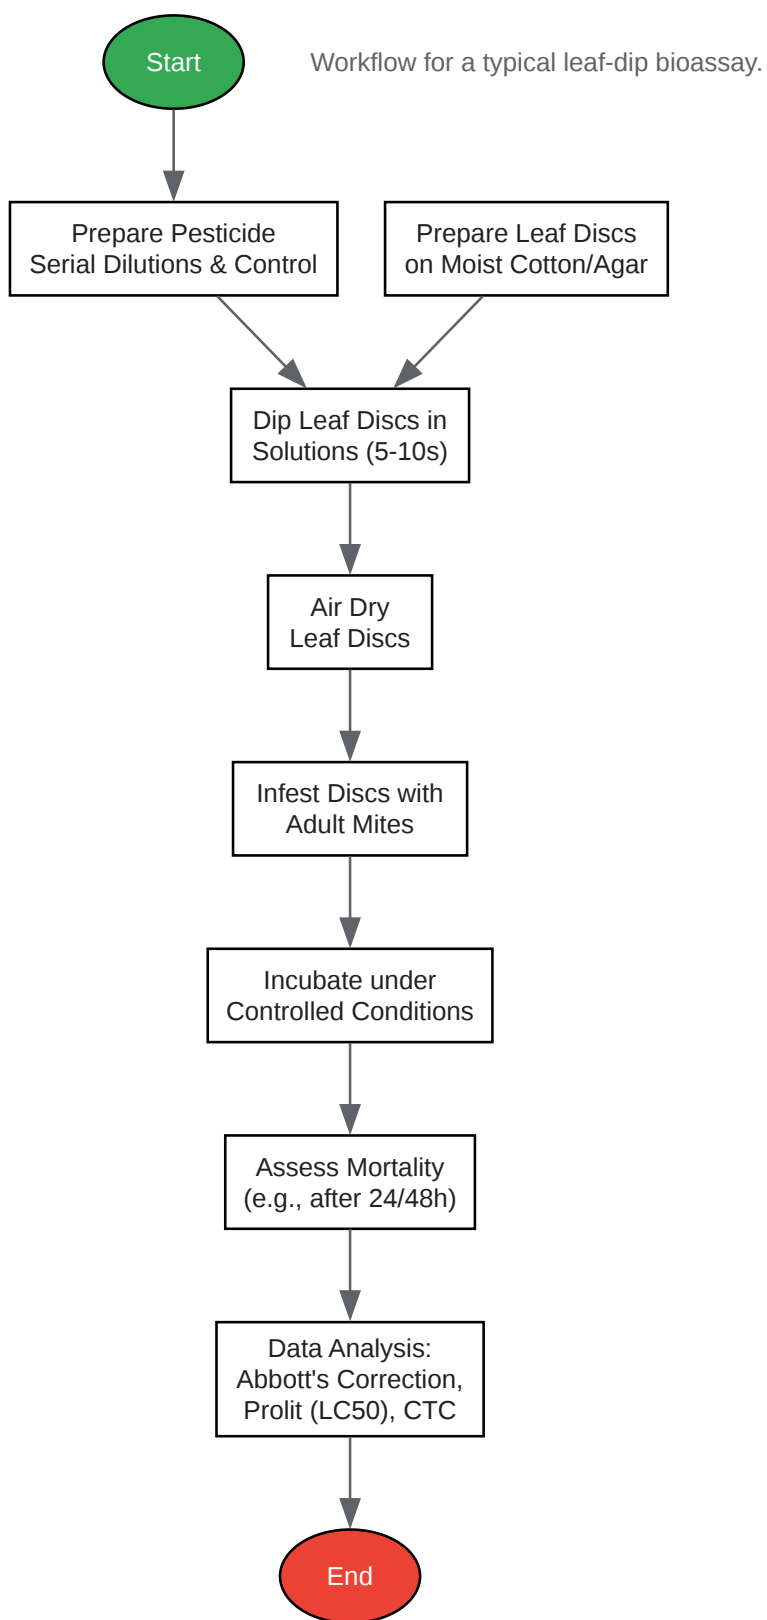 Start
Workflow for a typical leaf-dip bioassay.
Prepare Pesticide
Serial Dilutions & Control
Prepare Leaf Discs
on Moist Cotton/Agar
Dip Leaf Discs in
Solutions (5-10s)
Air Dry
Leaf Discs
Infest Discs with
Adult Mites
Incubate under
Controlled Conditions
Assess Mortality
(e.g., after 24/48h)
Data Analysis:
Abbott's Correction,
Prolit (LC50), CTC
End